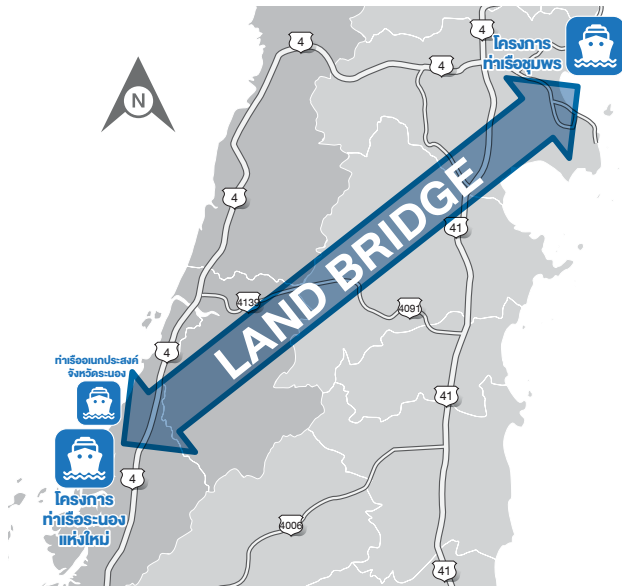 4
4
โครงการ
ท่าเรือชุมพร
4
N
4
41
LAND BRIDGE
4139
4091
4
ท่าเรืออเนกประสงค์
จังหวัดระนอง
41
4
โครงการ
ท่าเรือระนอง
แห่งใหม่
4006
41